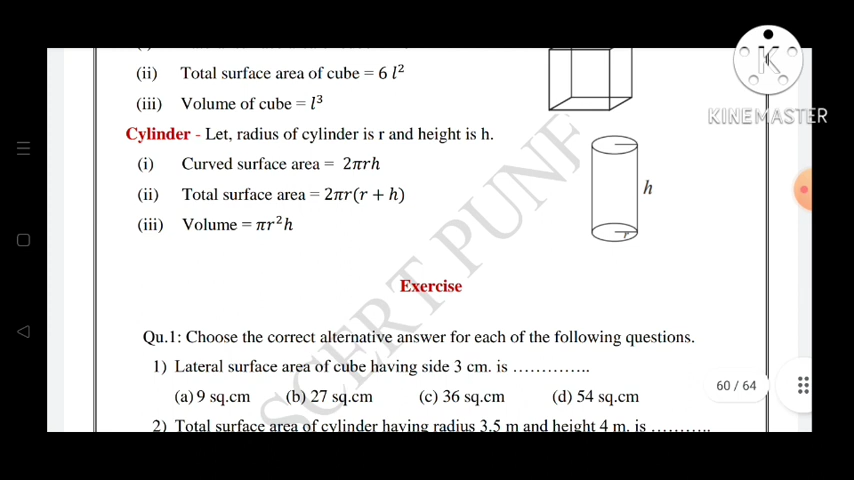 (ii) Total surface area of cube = 6 l²
(iii) Volume of cube = l³
Cylinder - Let, radius of cylinder is r and height is h.
(i) Curved surface area = 2πrh
(ii) Total surface area = 2πr(r + h)
(iii) Volume = πr²h
h
r
Exercise
Qu.1: Choose the correct alternative answer for each of the following questions.
1) Lateral surface area of cube having side 3 cm. is …………..
(a) 9 sq.cm (b) 27 sq.cm (c) 36 sq.cm (d) 54 sq.cm
2) Total surface area of cylinder having radius 3.5 m and height 4 m. is ………..
60 / 64
SCERT PUNE
K
KINEMASTER